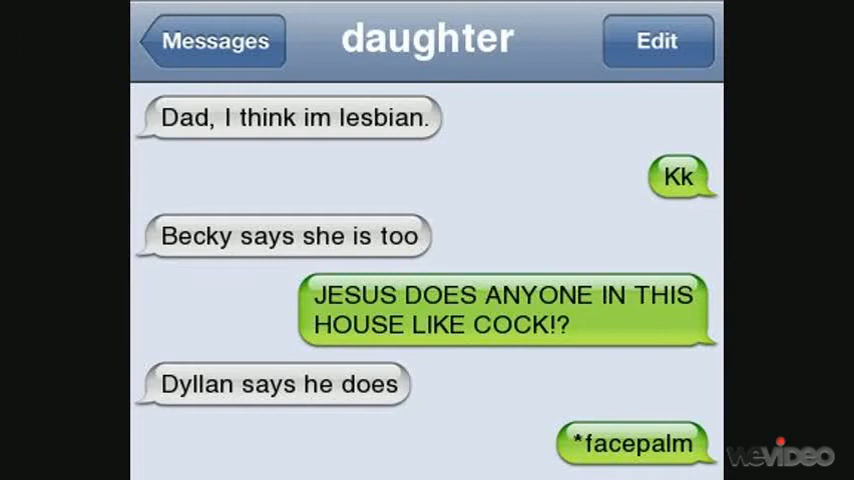 Messages
daughter
Edit
Dad, I think im lesbian.
Kk
Becky says she is too
JESUS DOES ANYONE IN THIS
HOUSE LIKE COCK!?
Dyllan says he does
*facepalm
WEVIDEO